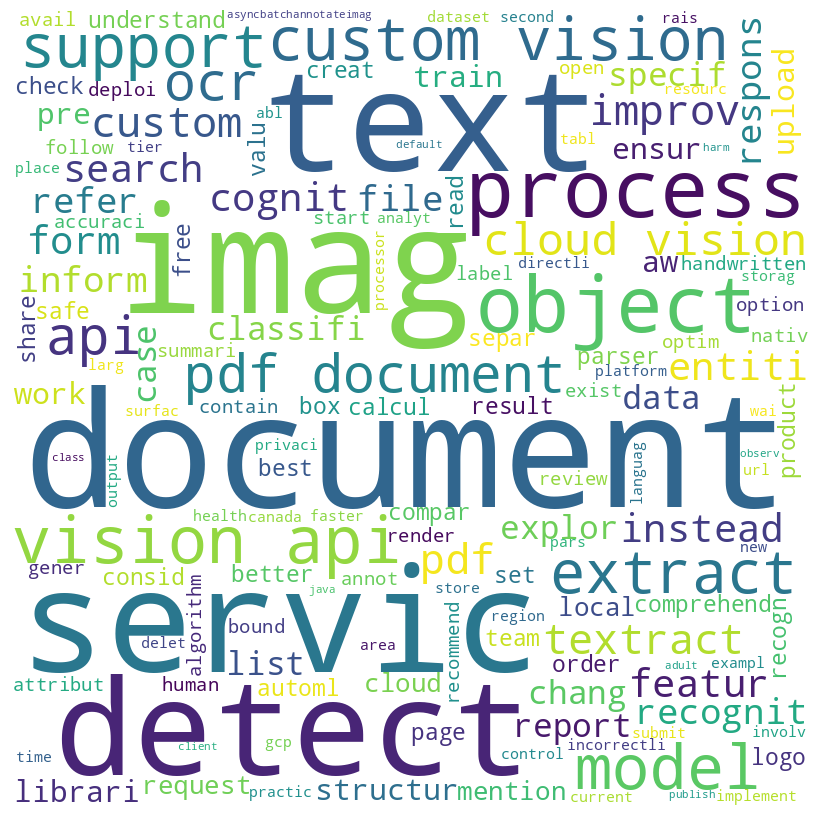 asyncbatchannotateimag
avail understand dataset second rais
support custom vision
creat open resourc
check deploi ocr train specif
pre text improv respons upload
custom valu abl tabl
follow default ensur harm
place tier search
refer cognit file read process
accuraci free start analyt
form cloud vision
imag directli aw handwritten
inform processor label storag
share safe object option
api case classifi optim nativ
larg summari separ parser
pdf document platform entiti
work surfac exist data
contain box calcul result product
document wai
class output privaci observ
best languag url
review
health canada faster compar
vision api render explor instead
gener pdf pars new
consid better annot set extract
java store
servic algorithm region local comprehend
delet bound area recommend team textract recogn
list order adult exampl
attribut human automl cloud featur
detect chang recognit
page report submit involv
time client gcp control incorrectli logo
model
librari request practic structur mention
current publish implement